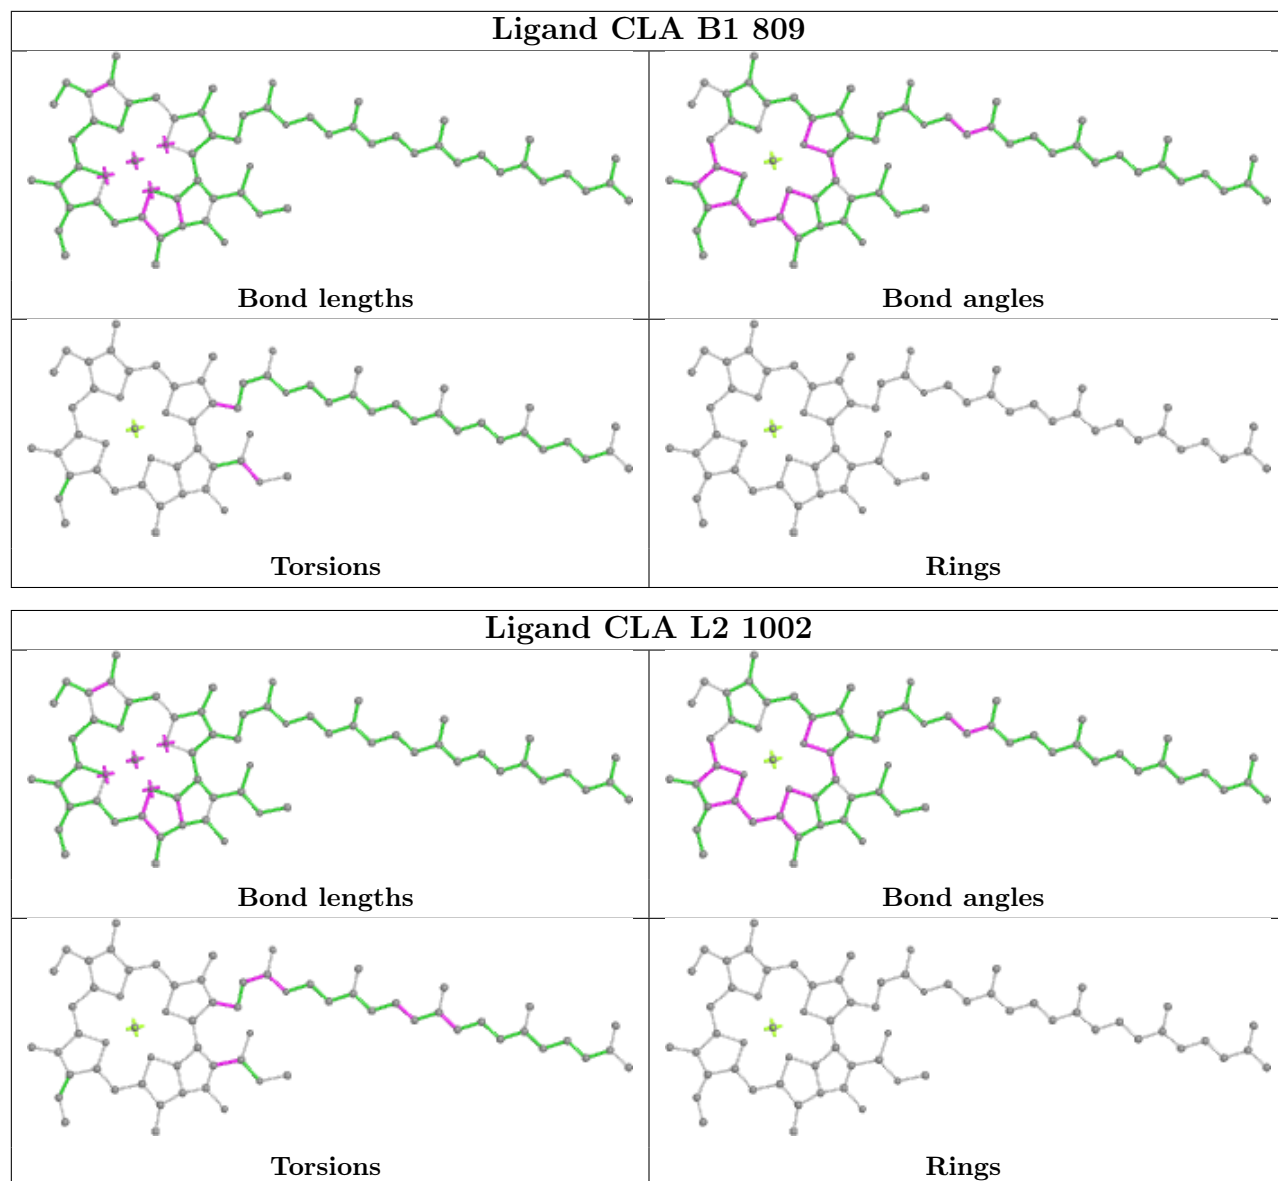 Ligand CLA B1 809
Bond lengths
Bond angles
Torsions
Rings
Ligand CLA L2 1002
Bond lengths
Bond angles
Torsions
Rings